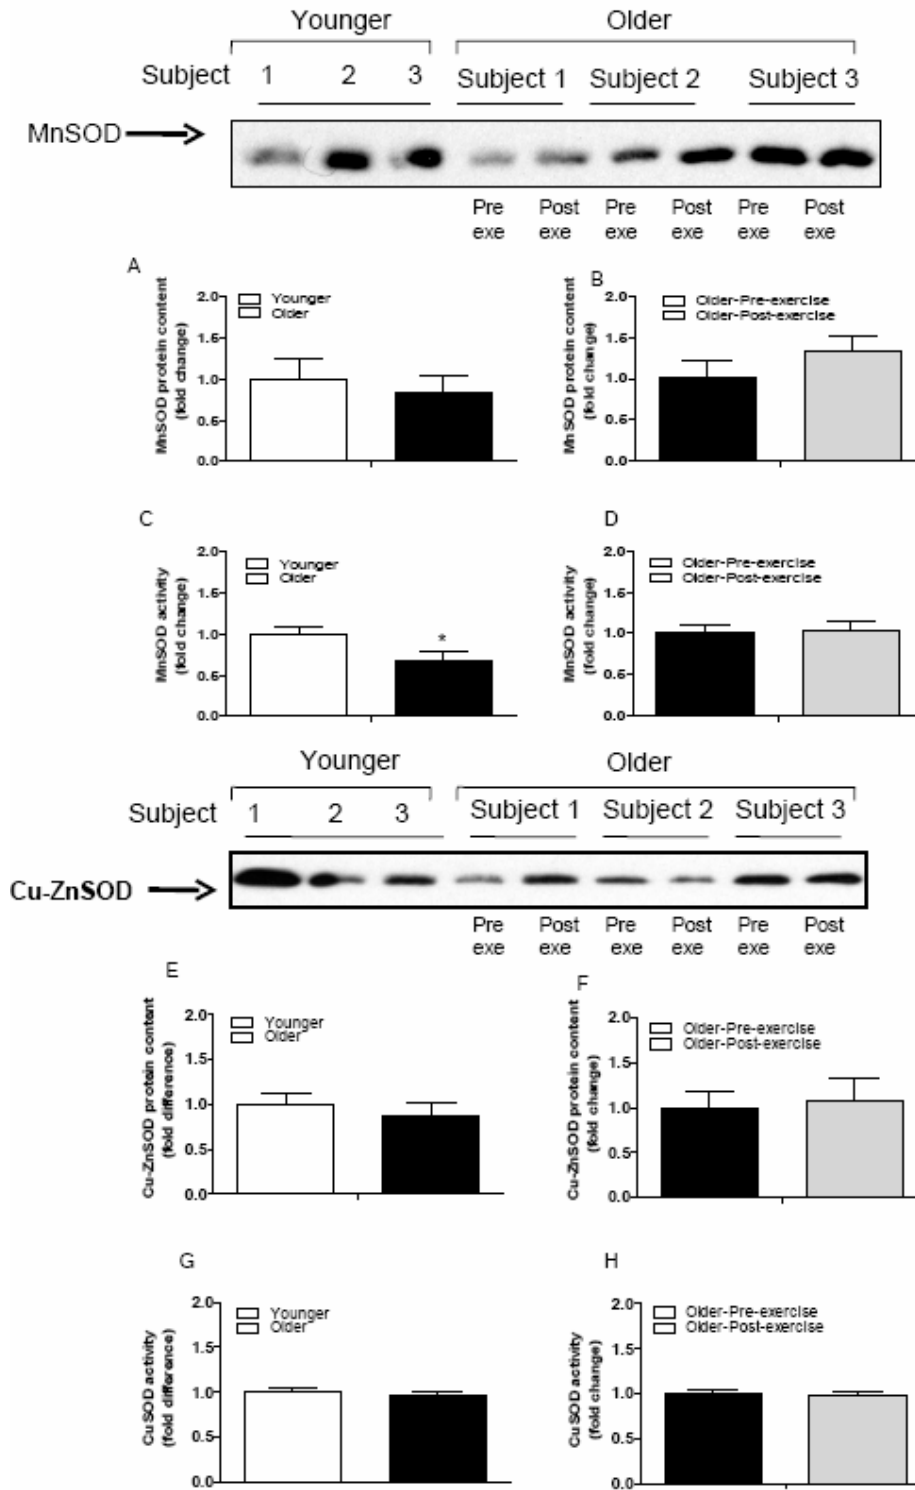 Younger Older
Subject 1 2 3 Subject 1 Subject 2 Subject 3
MnSOD
Pre exe Post exe Pre exe Post exe Pre exe Post exe
A
MnSOD protein content
(fold change)
2.0
1.5
1.0
0.5
0.0
Younger
Older
B
MnSOD protein content
(fold change)
2.0
1.5
1.0
0.5
0.0
Older-Pre-exercise
Older-Post-exercise
C
MnSOD activity
(fold change)
2.0
1.5
1.0
0.5
0.0
Younger
Older
*
D
MnSOD activity
(fold change)
2.0
1.5
1.0
0.5
0.0
Older-Pre-exercise
Older-Post-exercise
Younger Older
Subject 1 2 3 Subject 1 Subject 2 Subject 3
Cu-ZnSOD
Pre exe Post exe Pre exe Post exe Pre exe Post exe
E
Cu-ZnSOD protein content
(fold difference)
2.0
1.5
1.0
0.5
0.0
Younger
Older
F
Cu-ZnSOD protein content
(fold change)
2.0
1.5
1.0
0.5
0.0
Older-Pre-exercise
Older-Post-exercise
G
CuSOD activity
(fold difference)
2.0
1.5
1.0
0.5
0.0
Younger
Older
H
CuSOD activity
(fold change)
2.0
1.5
1.0
0.5
0.0
Older-Pre-exercise
Older-Post-exercise